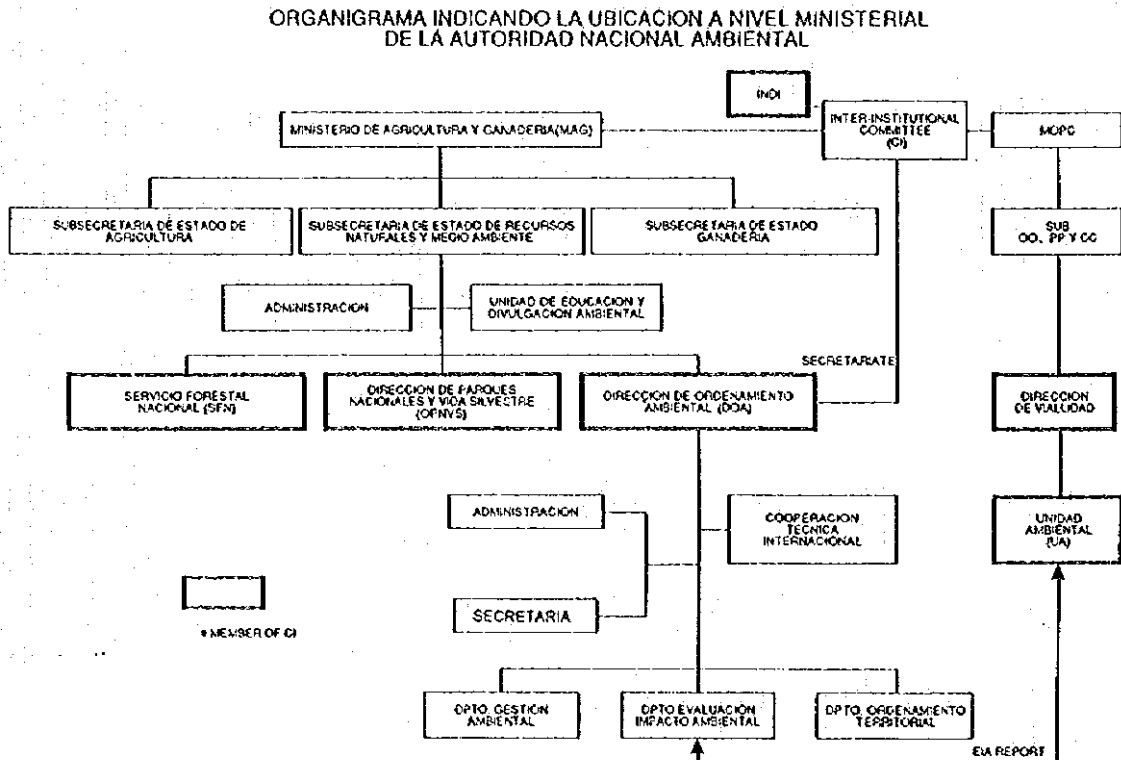 ORGANIGRAMA INDICANDO LA UBICACION A NIVEL MINISTERIAL
DE LA AUTORIDAD NACIONAL AMBIENTAL
INDI
MINISTERIO DE AGRICULTURA Y GANADERIA(MAG)
INTER-INSTITUTIONAL
COMMITTEE
(CI)
MOPC
SUBSECRETARIA DE ESTADO DE
AGRICULTURA
SUBSECRETARIA DE ESTADO DE RECURSOS
NATURALES Y MEDIO AMBIENTE
SUBSECRETARIA DE ESTADO
GANADERIA
SUB
OO., PP Y CC
ADMINISTRACION
UNIDAD DE EDUCACION Y
DIVULGACION AMBIENTAL
SECRETARIATE
SERVICIO FORESTAL
NACIONAL (SFN)
DIRECCION DE PARQUES
NACIONALES Y VIDA SILVESTRE
(DPNVS)
DIRECCION DE ORDENAMIENTO
AMBIENTAL (DOA)
DIRECCION
DE VIALIDAD
ADMINISTRACION
COOPERACION
TECNICA
INTERNACIONAL
UNIDAD
AMBIENTAL
(UA)
SECRETARIA
* MEMBER OF CI
DPTO. GESTION
AMBIENTAL
DPTO EVALUACION
IMPACTO AMBIENTAL
DPTO. ORDENAMIENTO
TERRITORIAL
EIA REPORT